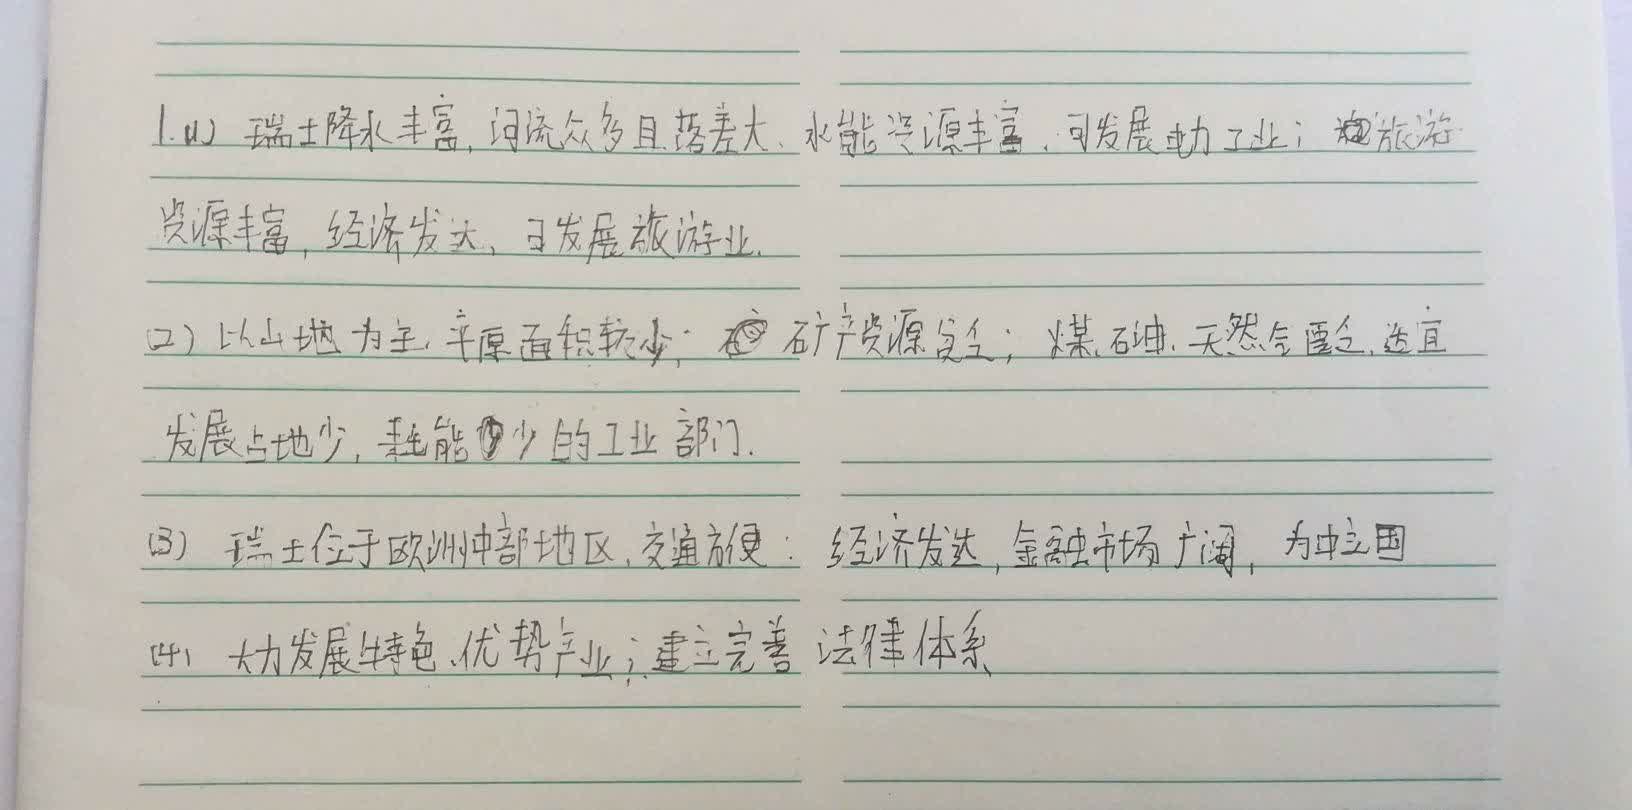 1.(1) 瑞士降水丰富,河流众多且落差大、水能资源丰富,可发展电力工业;旅游
资源丰富,经济发达,可发展旅游业.
(2) 以山地为主,平原面积较少;矿产资源贫乏;煤、石油、天然气匮乏,适宜
发展占地少,耗能少的工业部门.
(3) 瑞士位于欧洲中部地区,交通方便:经济发达,金融市场广阔,为中立国
(4) 大力发展特色、优势产业;建立完善法律体系